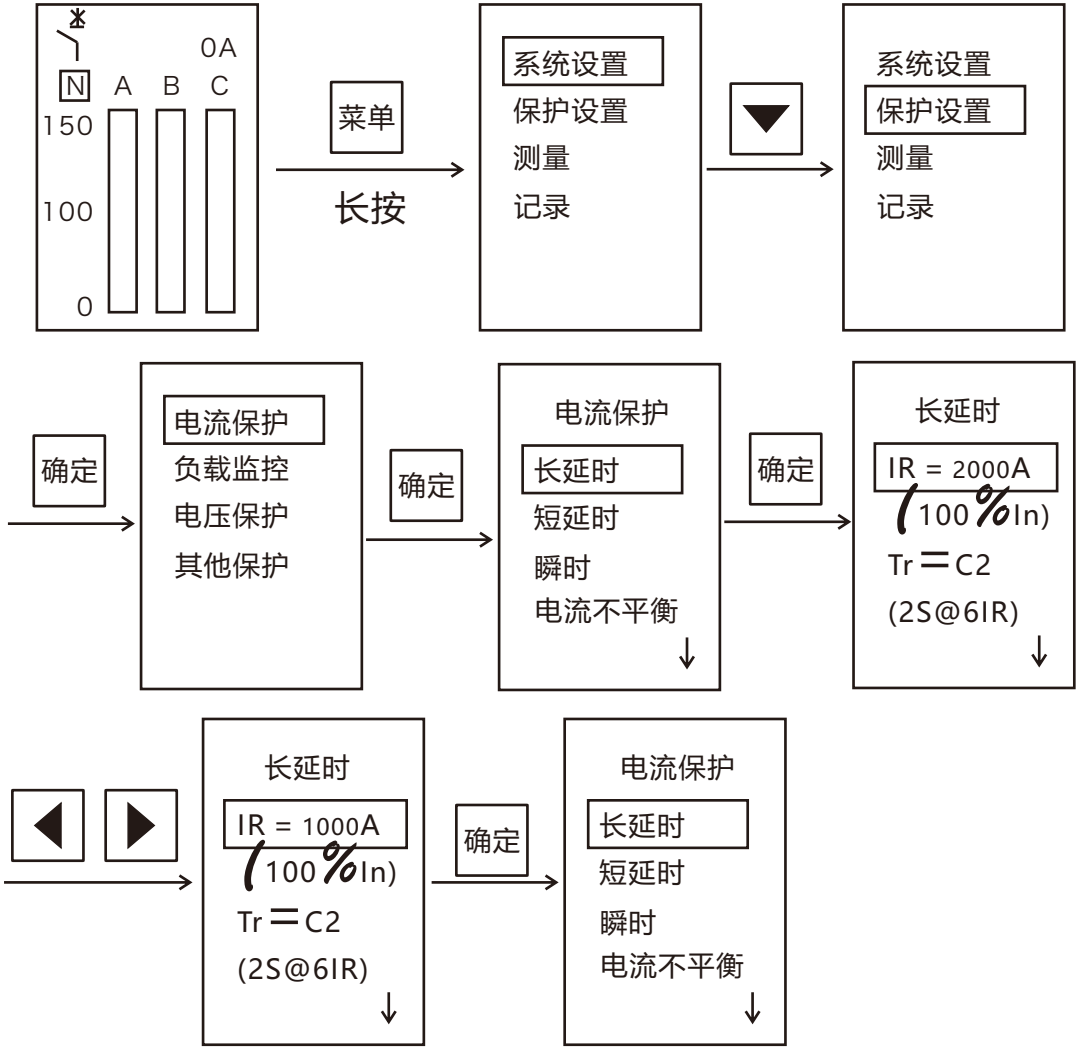 0A
N A B C
150
100
0
菜单
长按
系统设置
保护设置
测量
记录
系统设置
保护设置
测量
记录
确定
电流保护
负载监控
电压保护
其他保护
确定
电流保护
长延时
短延时
瞬时
电流不平衡
确定
长延时
IR = 2000A
(100%In)
Tr=C2
(2S@6IR)
长延时
IR = 1000A
(100%In)
Tr=C2
(2S@6IR)
确定
电流保护
长延时
短延时
瞬时
电流不平衡